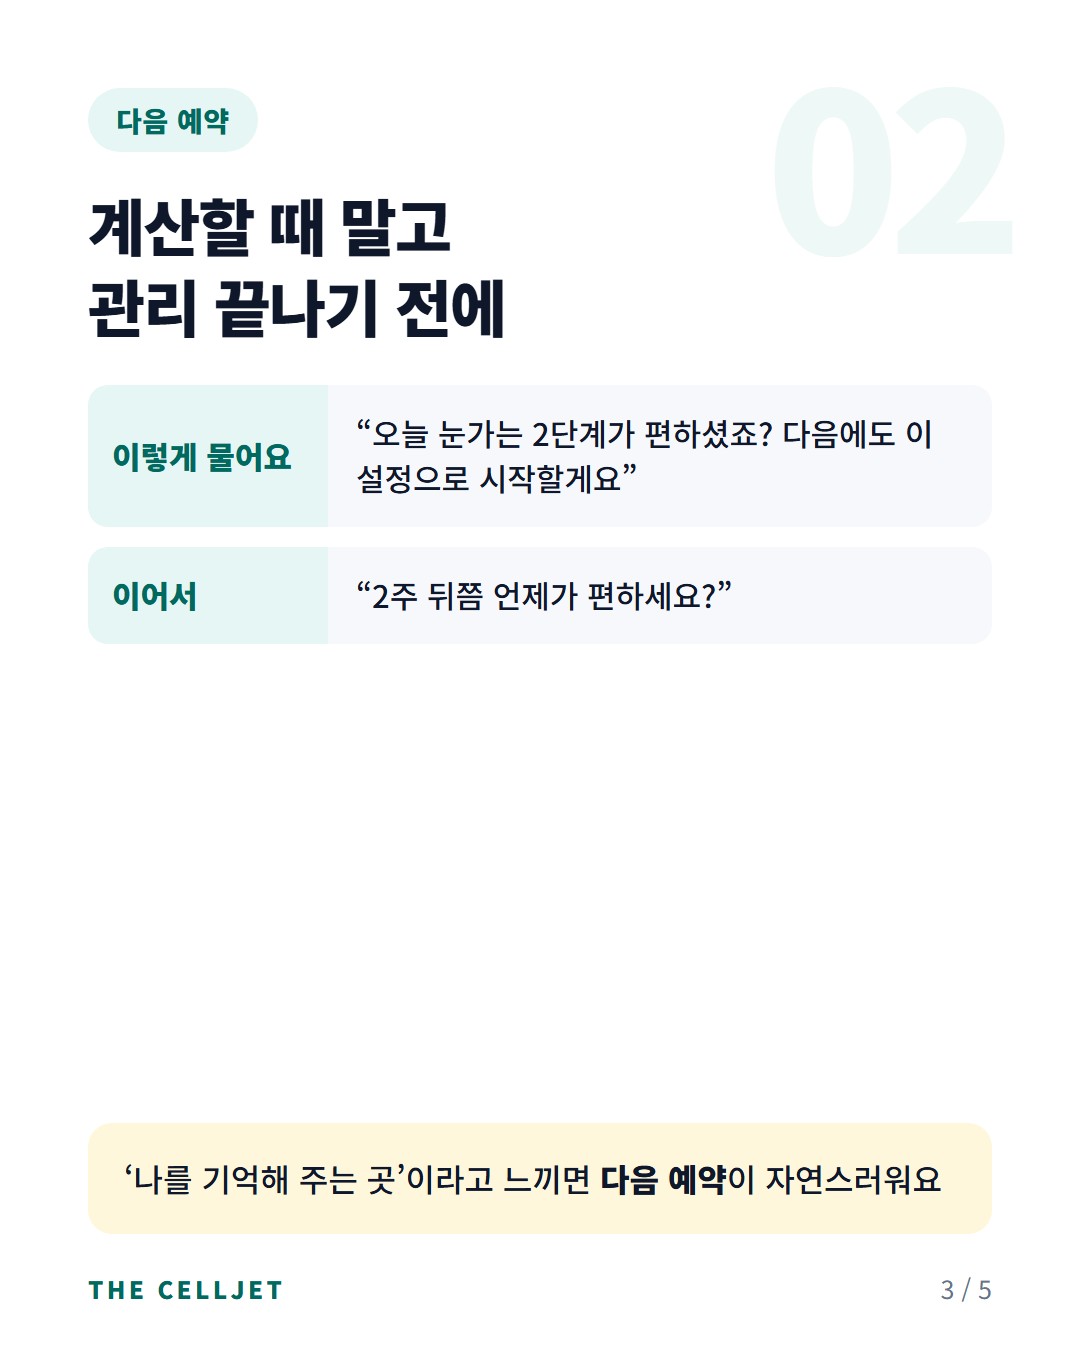 다음 예약
02
계산할 때 말고
관리 끝나기 전에
이렇게 물어요
“오늘 눈가는 2단계가 편하셨죠? 다음에도 이
설정으로 시작할게요”
이어서
“2주 뒤쯤 언제가 편하세요?”
‘나를 기억해 주는 곳’이라고 느끼면 다음 예약이 자연스러워요
THE CELLJET
3 / 5